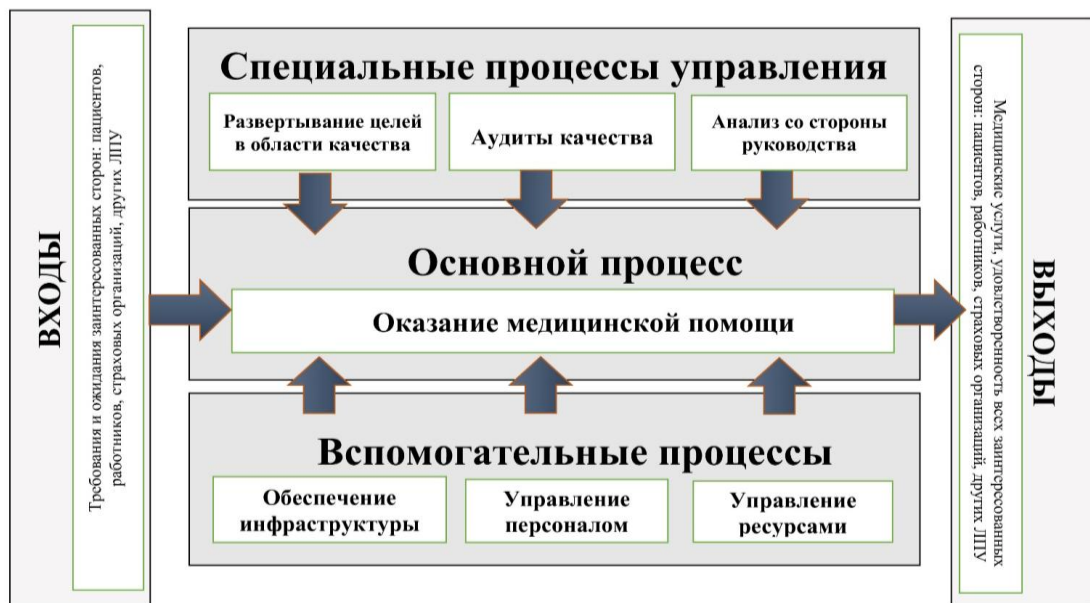 ВХОДЫ
Требования и ожидания заинтересованных сторон: пациентов,
работников, страховых организаций, других ЛПУ
Специальные процессы управления
Развертывание целей
в области качества
Аудиты качества
Анализ со стороны
руководства
Основной процесс
Оказание медицинской помощи
Вспомогательные процессы
Обеспечение
инфраструктуры
Управление
персоналом
Управление
ресурсами
Медицинские услуги, удовлетворенность всех заинтересованных
сторон: пациентов, работников, страховых организаций, других ЛПУ
ВЫХОДЫ